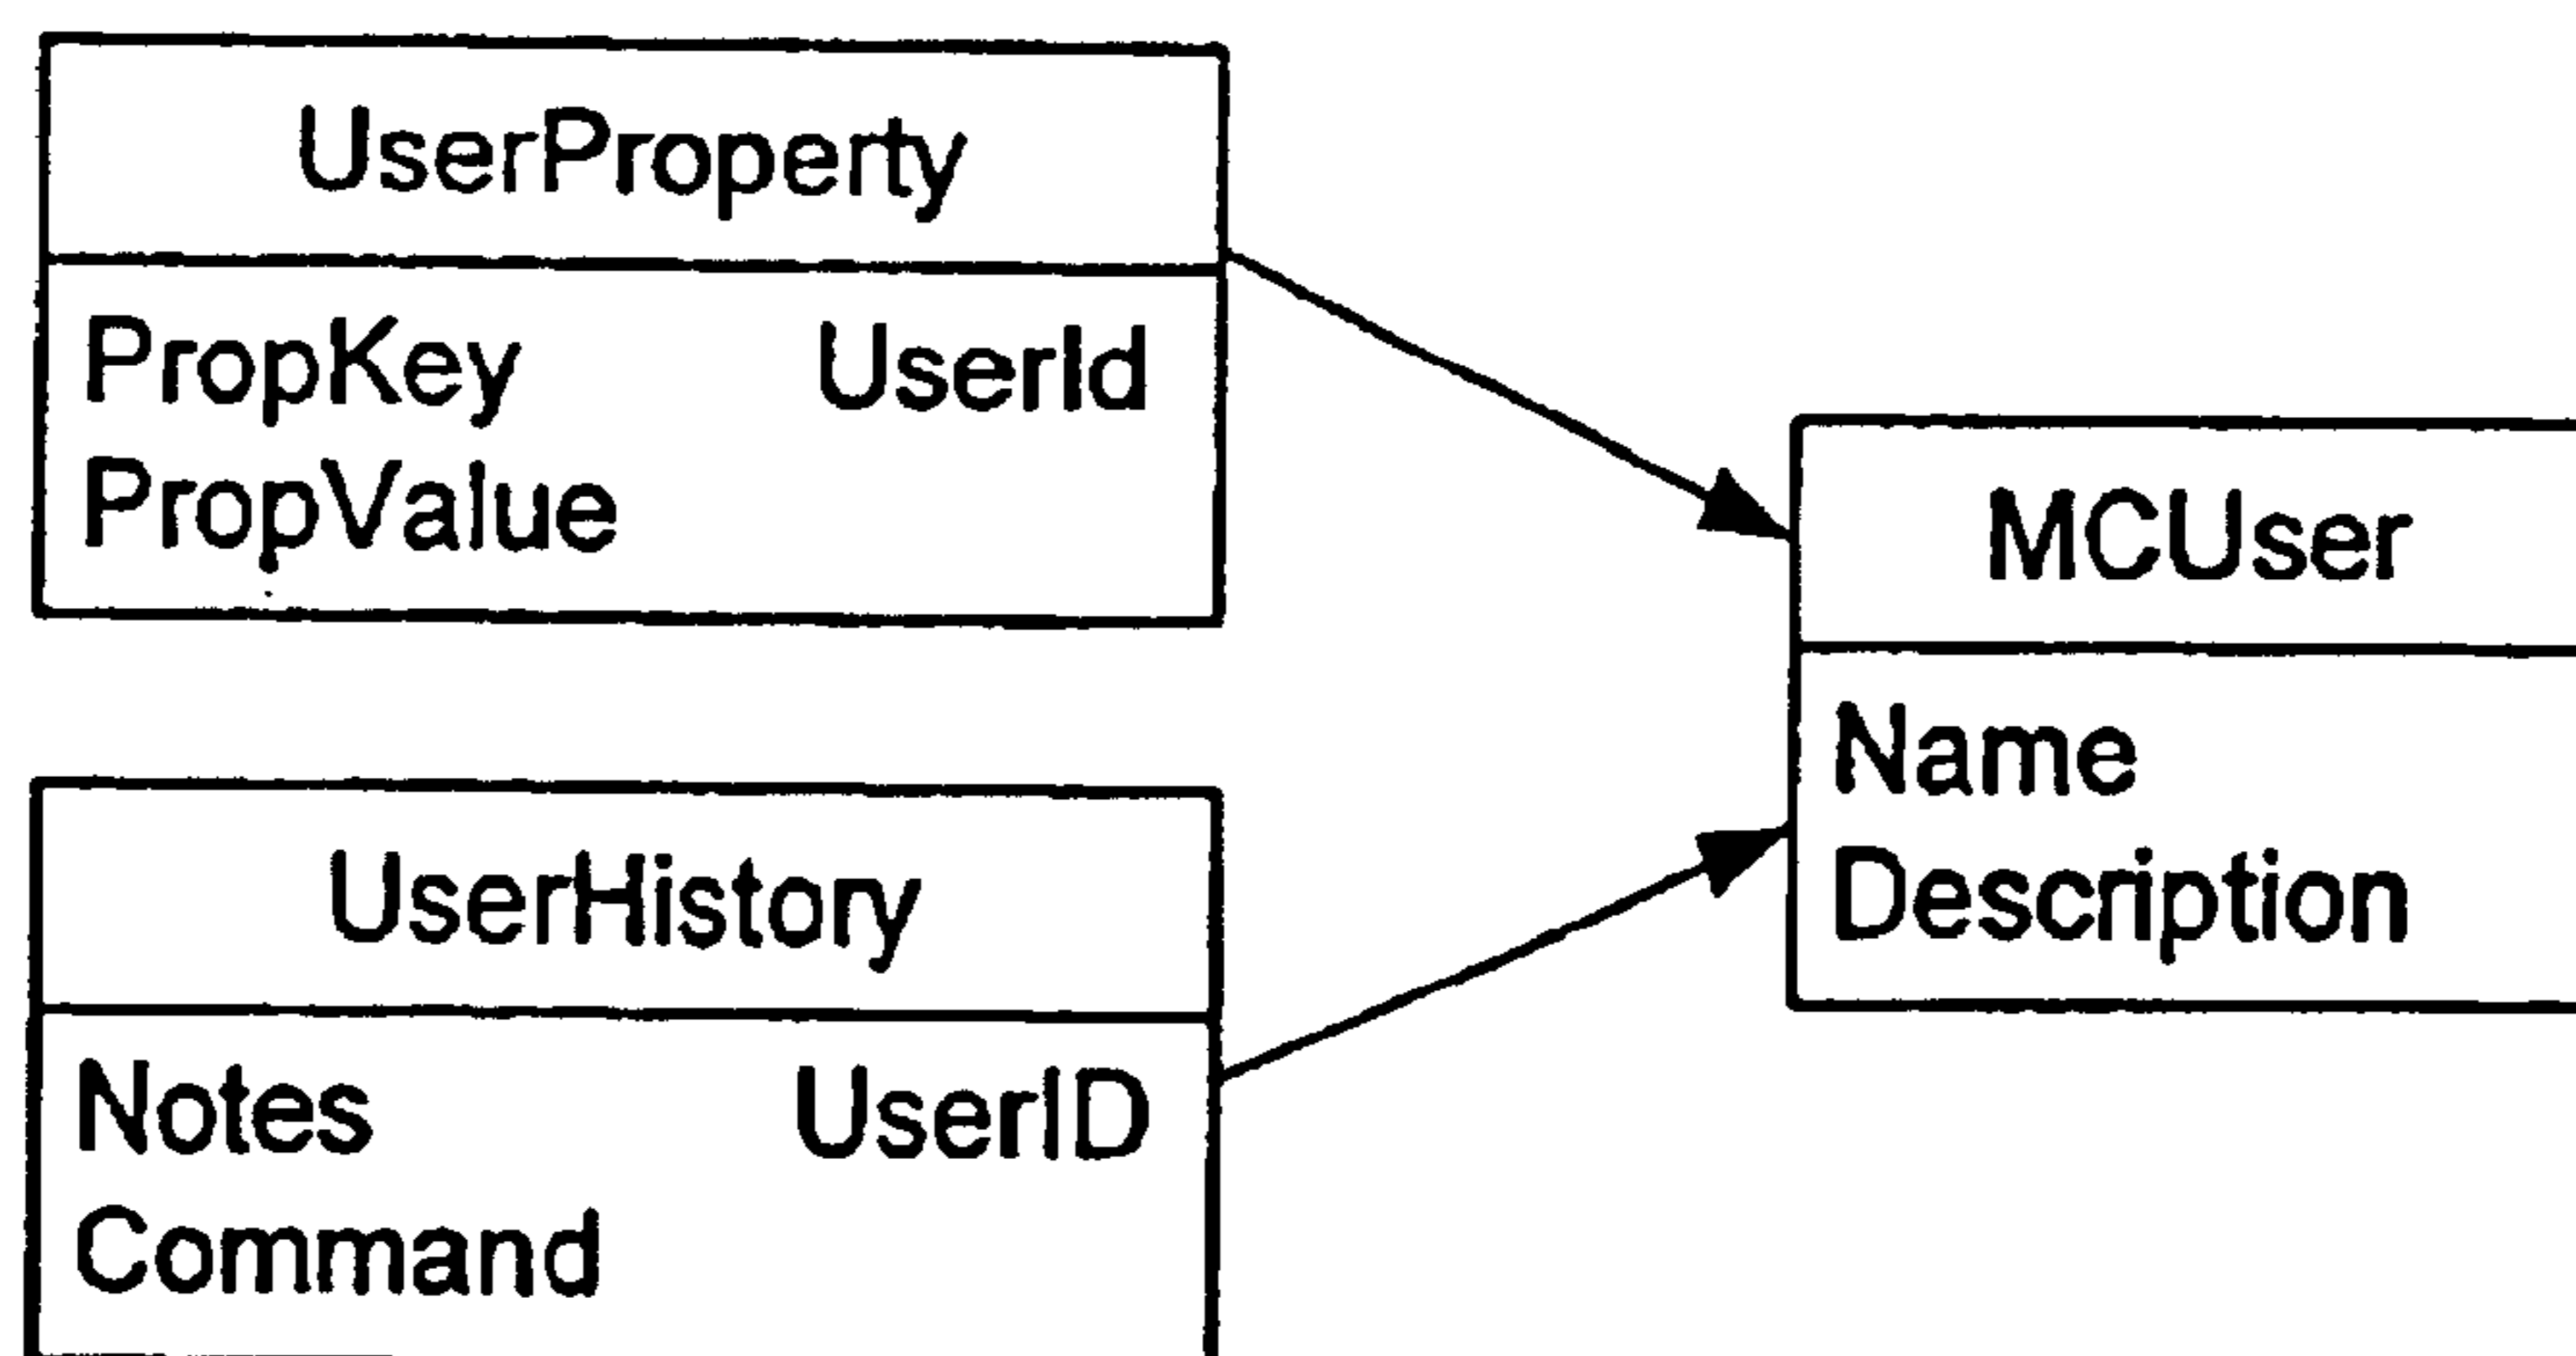 UserProperty
PropKey UserId
PropValue
MCUser
Name
Description
UserHistory
Notes UserID
Command